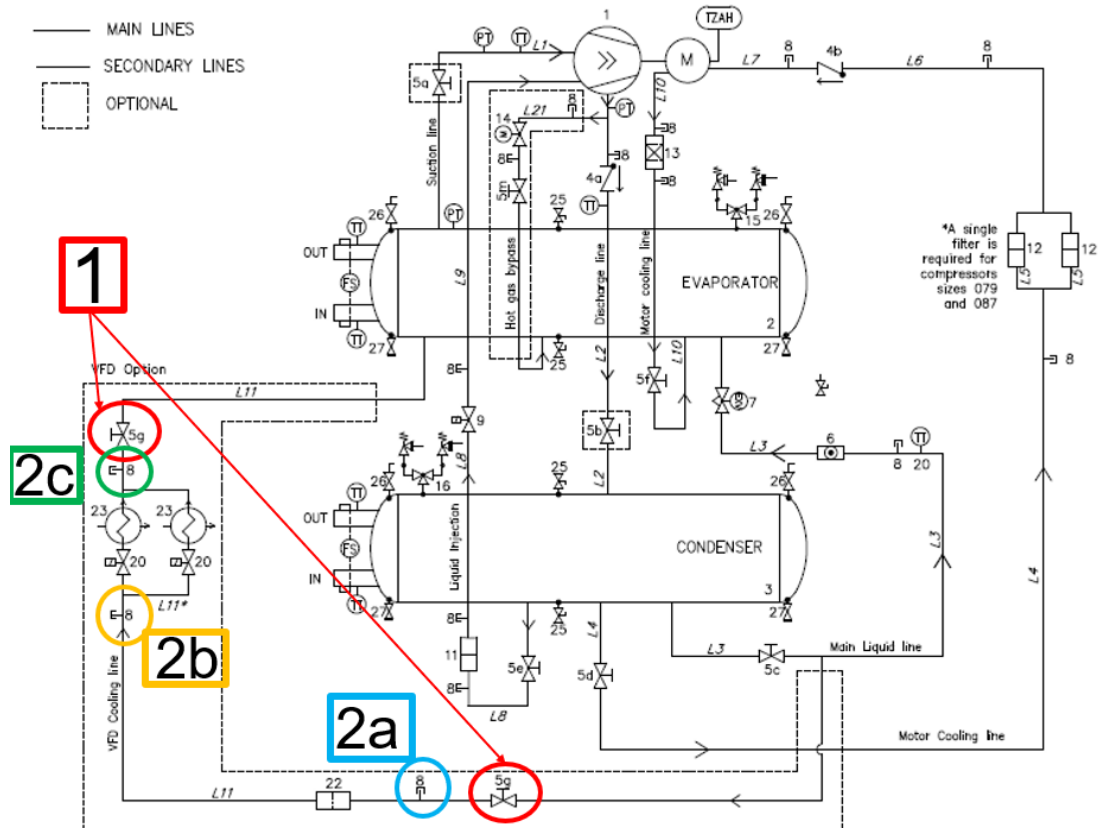 MAIN LINES
SECONDARY LINES
OPTIONAL
1
TZAH
PT
TT
L1
M
L7
8
4b
L6
8
5a
L21
8
14
M
PT
L10
8
13
8
8
4a
8
5m
TT
25
15
26
Suction line
PT
26
TT
OUT
FS
IN
TT
27
L9
Hot gas bypass
Discharge line
Motor cooling line
EVAPORATOR
2
27
*A single
filter is
required for
compressors
sizes 079
and 087
12
12
L5
L5
8
1
VFD Option
L11
5g
2c
8
23
23
20
20
8
L11*
2b
VFD Cooling line
8
25
L2
L10
5f
7
9
L8
5b
L3
6
8
TT
20
16
26
25
L2
26
TT
OUT
FS
IN
TT
27
Liquid Injection
CONDENSER
3
27
L3
L4
8
25
11
8
5e
L8
L4
5d
L3
5c
Main Liquid line
Motor Cooling line
2a
8
5g
L11
22